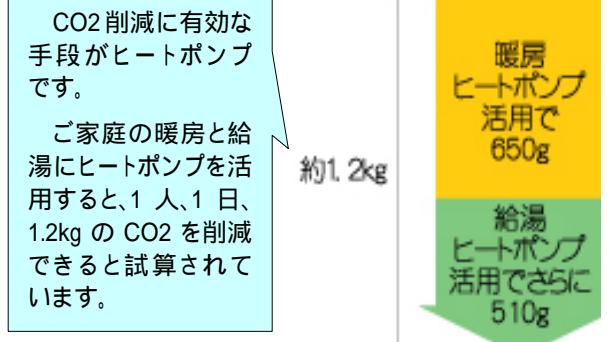 CO2削減に有効な
手段がヒートポンプ
です。
ご家庭の暖房と給
湯にヒートポンプを活
用すると、1 人、1 日、
1.2kg の CO2 を削減
できると試算されて
います。
約1.2kg
暖房
ヒートポンプ
活用で
650g
給湯
ヒートポンプ
活用でさらに
510g